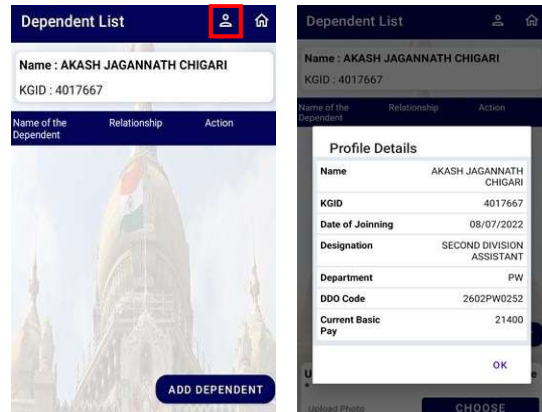 Dependent List
Name : AKASH JAGANNATH CHIGARI
KGID : 4017667
Name of the Dependent Relationship Action
ADD DEPENDENT
Dependent List
Name : AKASH JAGANNATH CHIGARI
KGID : 4017667
Name of the Dependent Relationship Action
Profile Details
Name AKASH JAGANNATH
CHIGARI
KGID 4017667
Date of Joinning 08/07/2022
Designation SECOND DIVISION
ASSISTANT
Department PW
DDO Code 2602PW0252
Current Basic Pay 21400
OK
Upload Photo CHOOSE